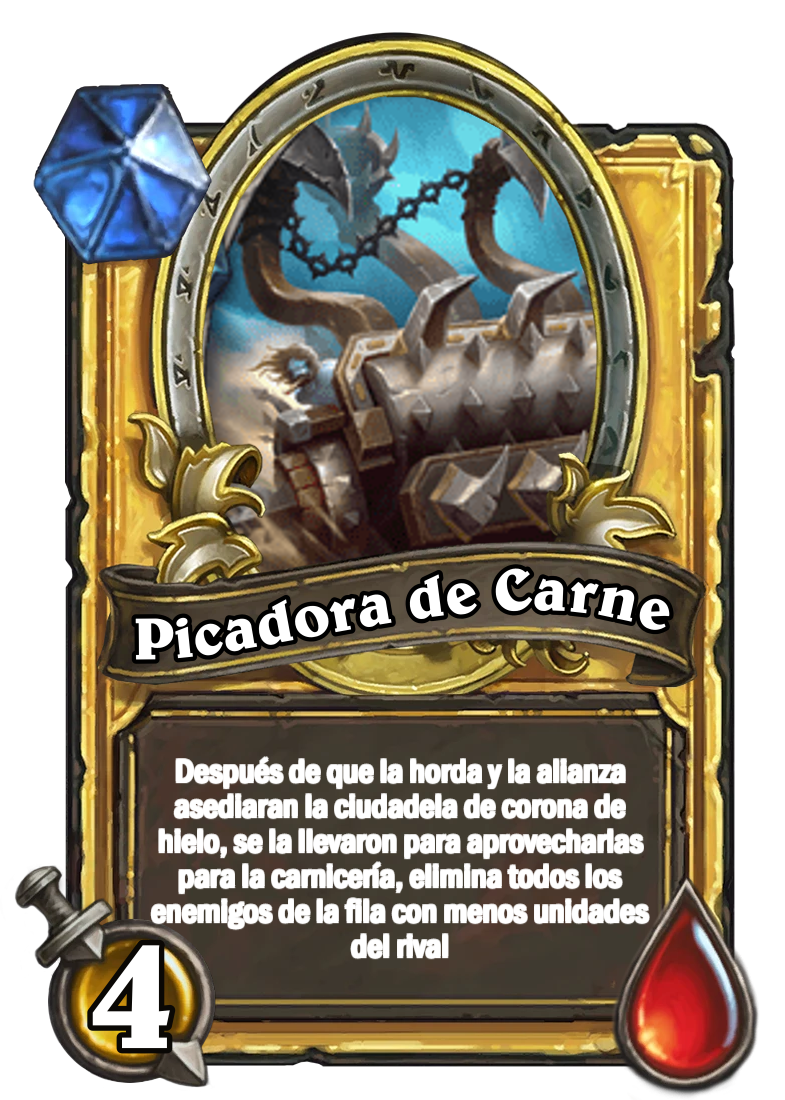 Picadora de Carne
Después de que la horda y la alianza
asediaran la ciudadela de corona de
hielo, se la llevaron para aprovecharlas
para la carnicería, elimina todos los
enemigos de la fila con menos unidades
del rival
4